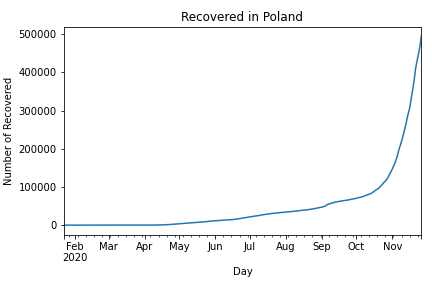 Recovered in Poland
Number of Recovered
500000
400000
300000
200000
100000
0
Feb Mar Apr May Jun Jul Aug Sep Oct Nov
2020
Day